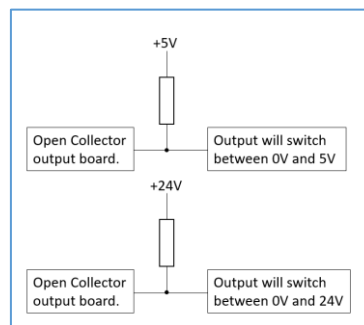 +5V
Open Collector
output board.
Output will switch
between 0V and 5V
+24V
Open Collector
output board.
Output will switch
between 0V and 24V